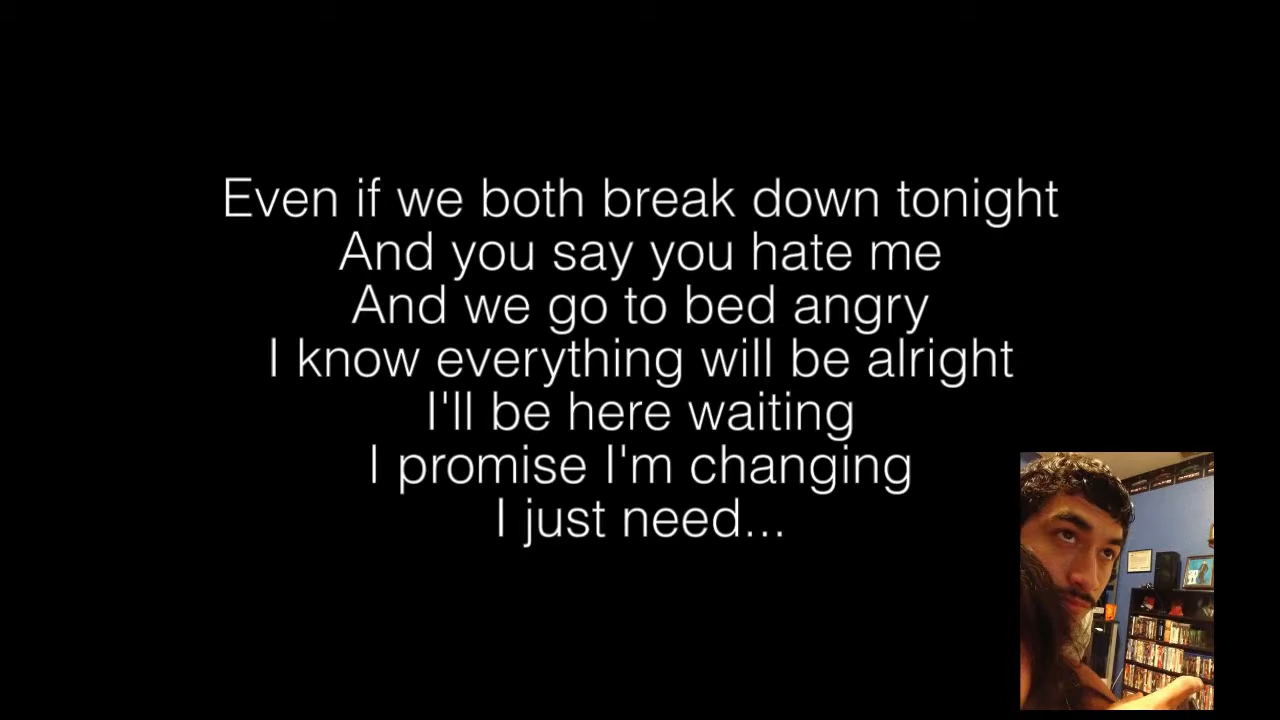 Even if we both break down tonight
And you say you hate me
And we go to bed angry
I know everything will be alright
I'll be here waiting
I promise I'm changing
I just need...